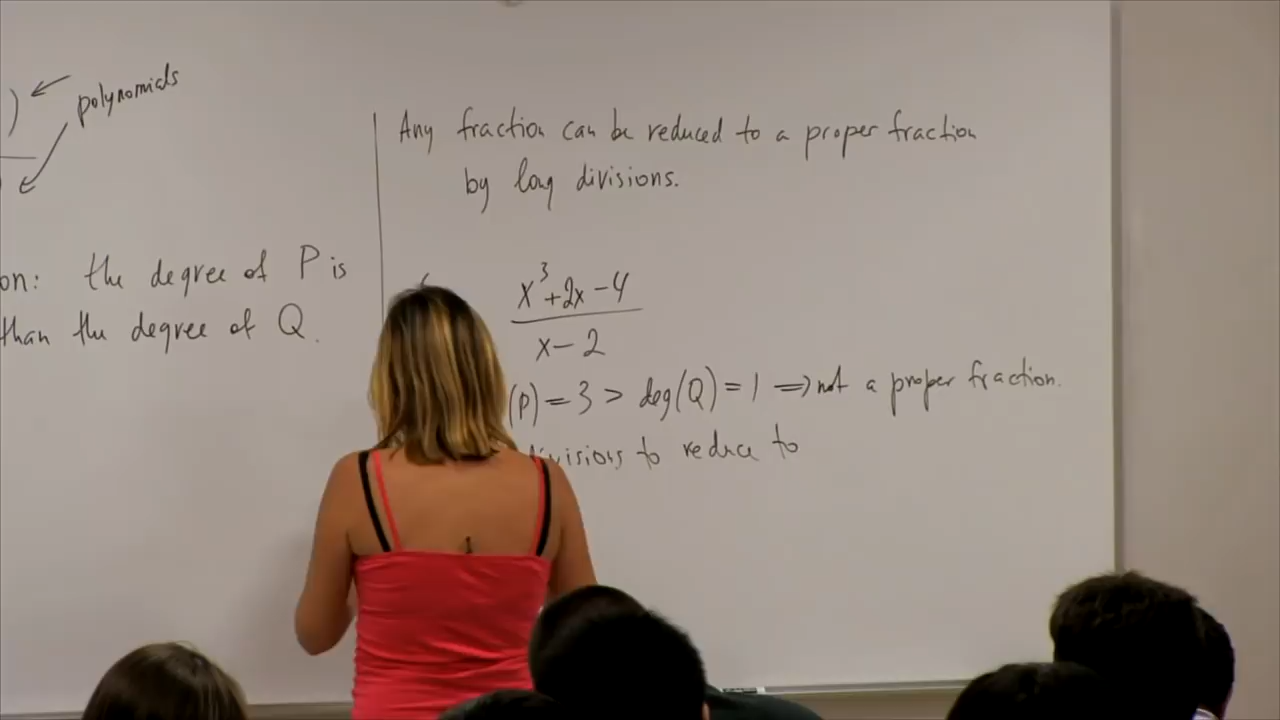 )
polynomials
on: the degree of P is
than the degree of Q.
Any fraction can be reduced to a proper fraction
by long divisions.
x³+2x-4
x-2
(P)=3 > deg(Q)=1 ⟹ not a proper fraction.
divisions to reduce to